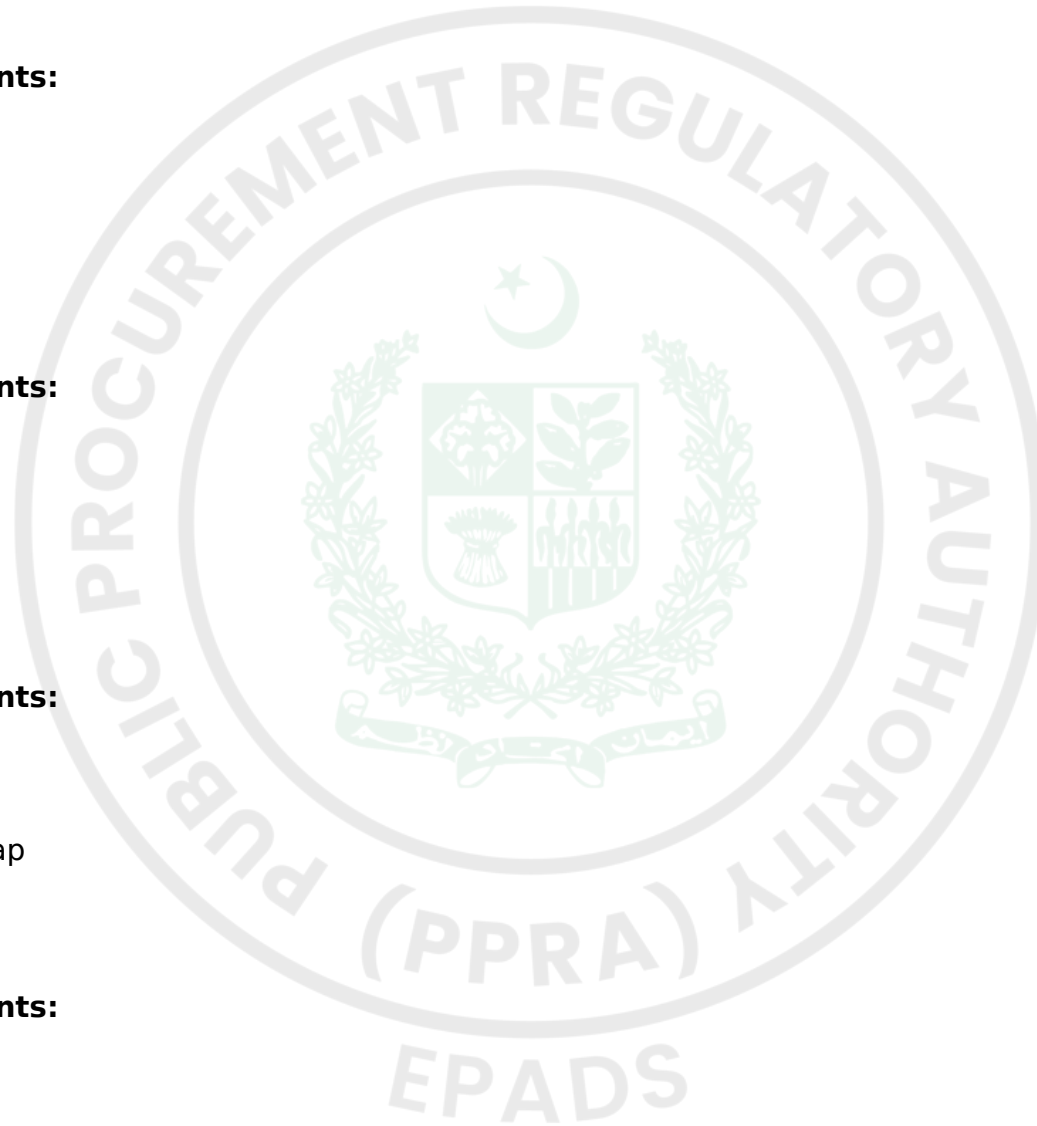 nts:
nts:
nts:
ap
nts:
PUBLIC PROCUREMENT REGULATORY AUTHORITY
(PPRA)
EPADS